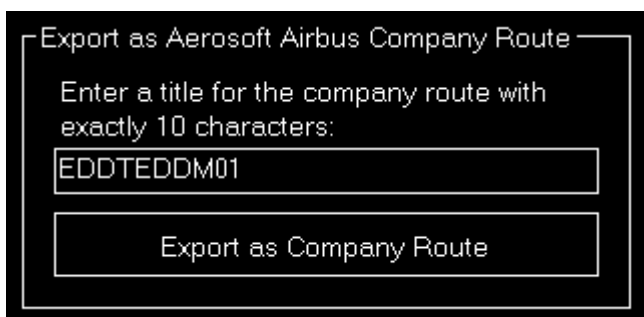 Export as Aerosoft Airbus Company Route
Enter a title for the company route with
exactly 10 characters:
EDDTEDDM01
Export as Company Route